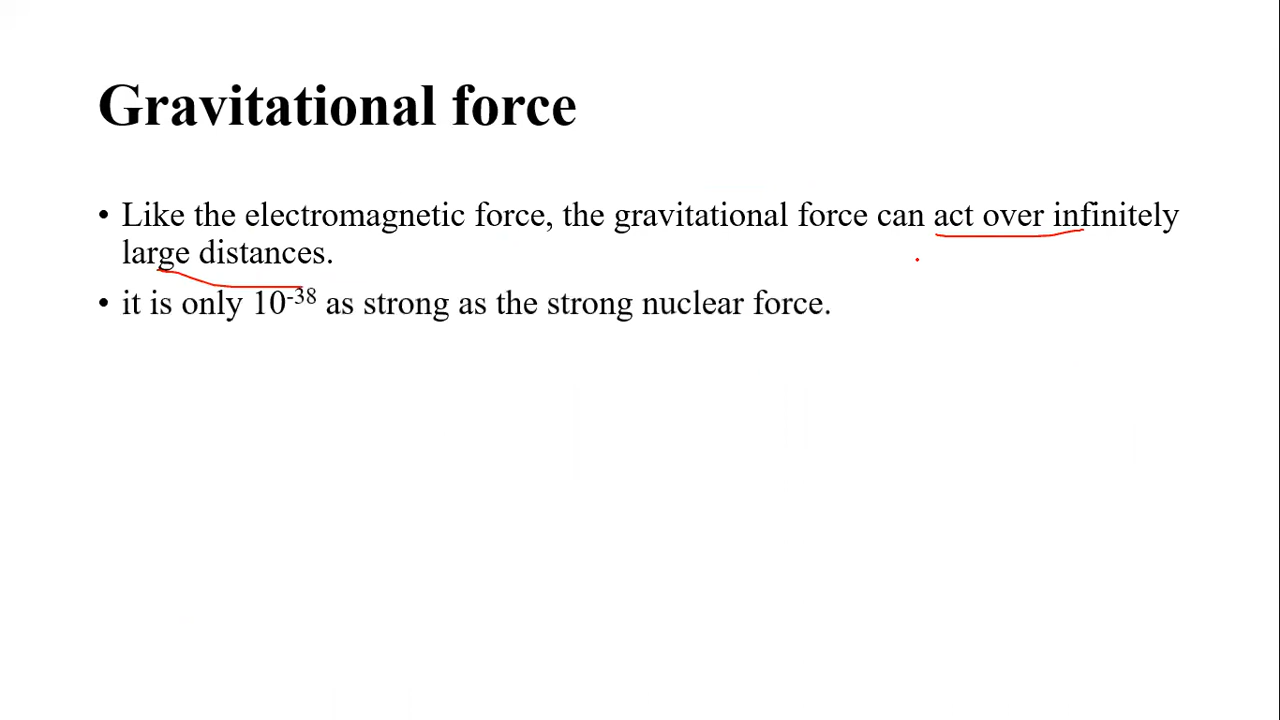 Gravitational force
• Like the electromagnetic force, the gravitational force can act over infinitely
large distances.
• it is only 10⁻³⁸ as strong as the strong nuclear force.